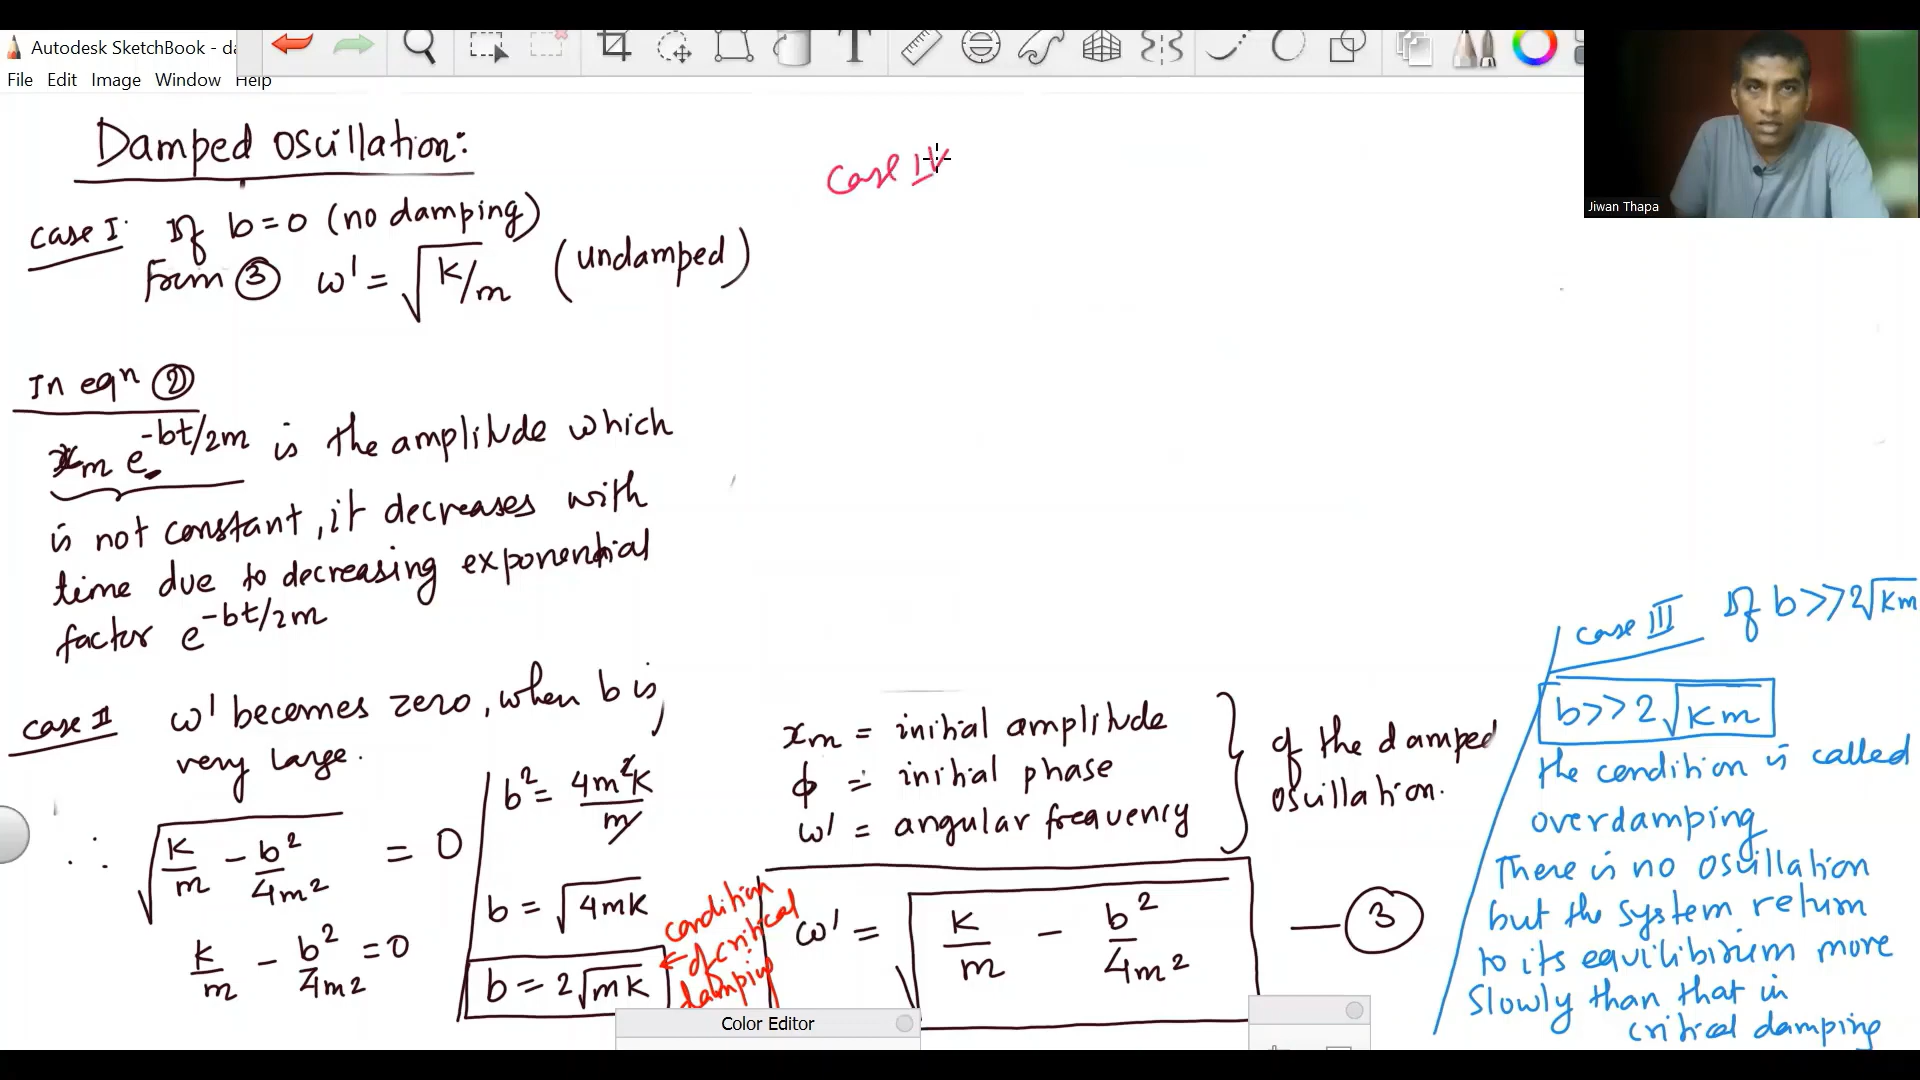 Autodesk SketchBook - da
File Edit Image Window Help
Jiwan Thapa
Damped oscillation:
Case IV
case I: If b=0 (no damping)
From ③ ω' = √k/m (undamped)
In eqn ②
xm e^-bt/2m is the amplitude which
is not constant, it decreases with
time due to decreasing exponential
factor e^-bt/2m
case II ω' becomes zero, when b is,
very large.
∴ √(k/m - b²/4m²) = 0
k/m - b²/4m² = 0
b² = 4m²k/m
b = √4mk
b = 2√mk
← condition
of critical
damping
xm = initial amplitude
ϕ = initial phase
ω' = angular frequency
of the damped
oscillation.
ω' = √(k/m - b²/4m²) — ③
case III If b>>2√km
b>>2√km
the condition is called
overdamping
There is no oscillation
but the system return
to its equilibirium more
slowly than that in
critical damping
Color Editor